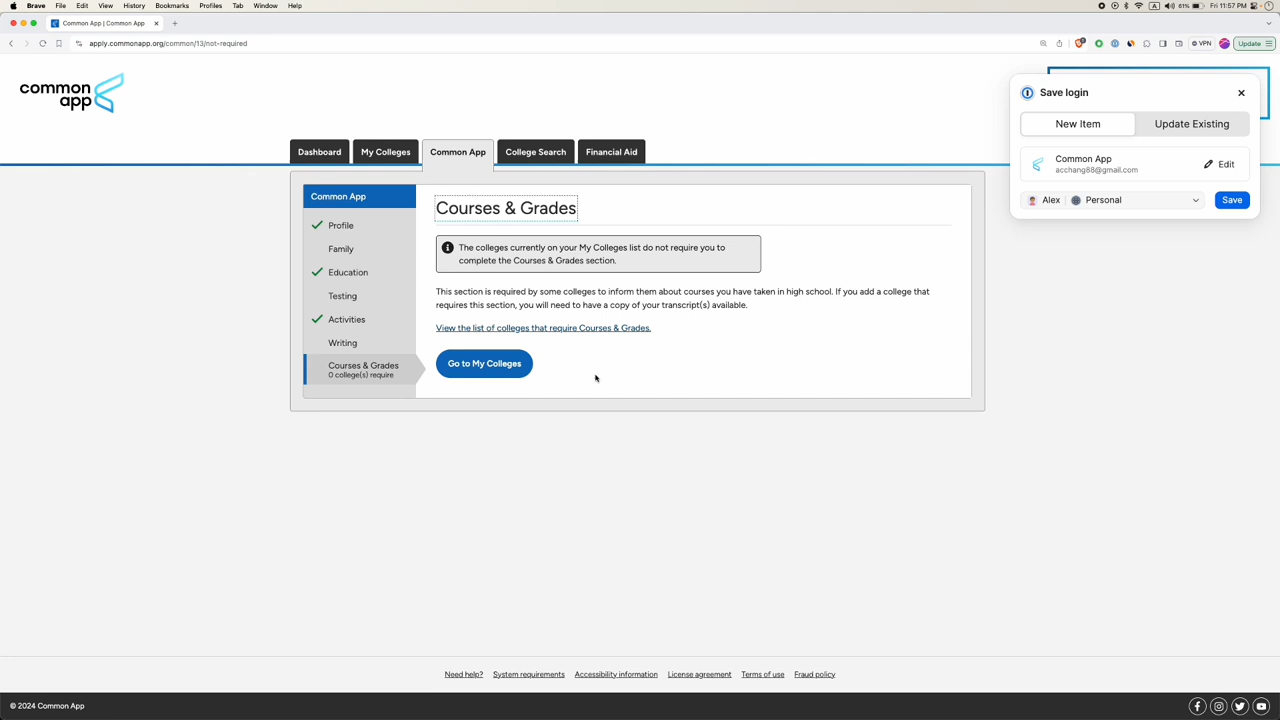 Brave File Edit View History Bookmarks Profiles Tab Window Help
A 61% Fri 11:57 PM
Common App | Common App
apply.commonapp.org/common/13/not-required
VPN Update
common
app
Save login
New Item Update Existing
Common App
acchang88@gmail.com
Edit
Alex Personal
Save
Dashboard My Colleges Common App College Search Financial Aid
Common App
Profile
Family
Education
Testing
Activities
Writing
Courses & Grades
0 college(s) require
Courses & Grades
The colleges currently on your My Colleges list do not require you to
complete the Courses & Grades section.
This section is required by some colleges to inform them about courses you have taken in high school. If you add a college that
requires this section, you will need to have a copy of your transcript(s) available.
View the list of colleges that require Courses & Grades.
Go to My Colleges
Need help? System requirements Accessibility information License agreement Terms of use Fraud policy
© 2024 Common App